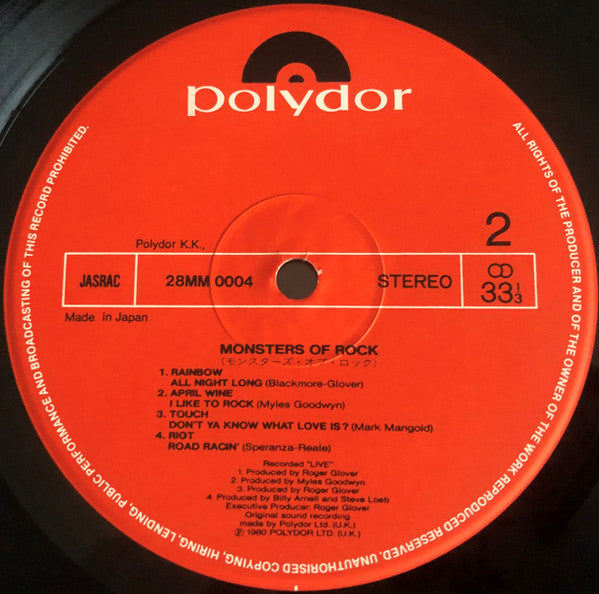 polydor
ALL RIGHTS OF THE PRODUCER AND OF THE OWNER OF THE WORK REPRODUCED RESERVED. UNAUTHORISED COPYING, HIRING, LENDING, PUBLIC PERFORMANCE AND BROADCASTING OF THIS RECORD PROHIBITED.
Polydor K.K.,
2
JASRAC
28MM 0004
STEREO
33 1/3
Made in Japan
MONSTERS OF ROCK
(モンスターズ・オブ・ロック)
1. RAINBOW
ALL NIGHT LONG (Blackmore-Glover)
2. APRIL WINE
I LIKE TO ROCK (Myles Goodwyn)
3. TOUCH
DON'T YA KNOW WHAT LOVE IS? (Mark Mangold)
4. RIOT
ROAD RACIN' (Speranza-Reale)
Recorded "LIVE"
1. Produced by Roger Glover
2. Produced by Myles Goodwyn
3. Produced by Roger Glover
4. Produced by Billy Arnell and Steve Loeb
Executive Producer: Roger Glover
Original sound recording
made by Polydor Ltd. (U.K.)
Ⓟ 1980 POLYDOR LTD. (U.K.)